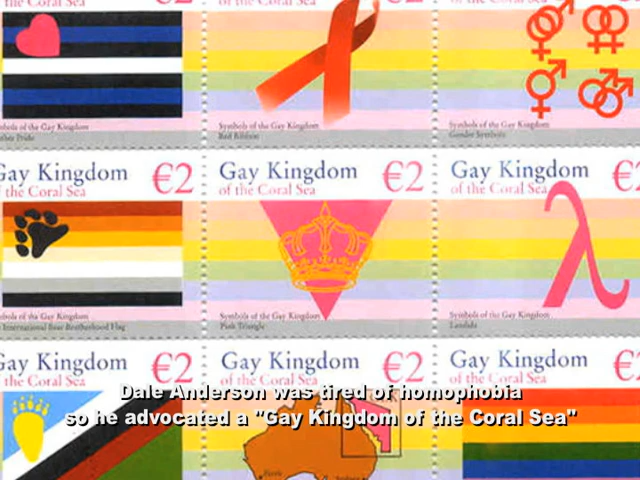 Symbols of the Gay Kingdom
Red Ribbon
Symbols of the Gay Kingdom
Gender Symbols
Gay Kingdom €2
the Coral Sea
Gay Kingdom €2
of the Coral Sea
Gay Kingdom €2
of the Coral Sea
of the Gay Kingdom
International Bear Brotherhood Flag
Symbols of the Gay Kingdom
Pink Triangle
Symbols of the Gay Kingdom
Lambda
Gay Kingdom €2
the Coral Sea
Gay Kingdom €2
of the Coral Sea
Gay Kingdom €2
of the Coral Sea
Dale Anderson was tired of homophobia
so he advocated a "Gay Kingdom of the Coral Sea"
Perth
Sydney